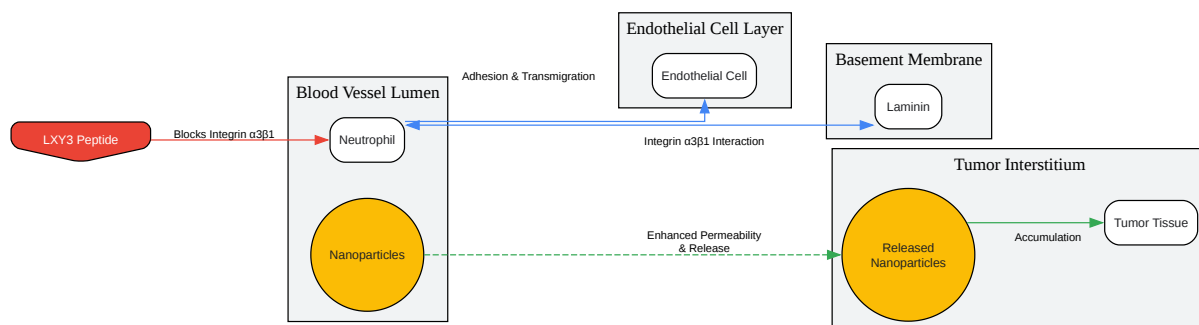 Endothelial Cell Layer
Endothelial Cell
Adhesion & Transmigration
Basement Membrane
Laminin
Blood Vessel Lumen
Neutrophil
LXY3 Peptide
Blocks Integrin α3β1
Integrin α3β1 Interaction
Tumor Interstitium
Tumor Tissue
Accumulation
Enhanced Permeability
& Release
Nanoparticles
Released
Nanoparticles